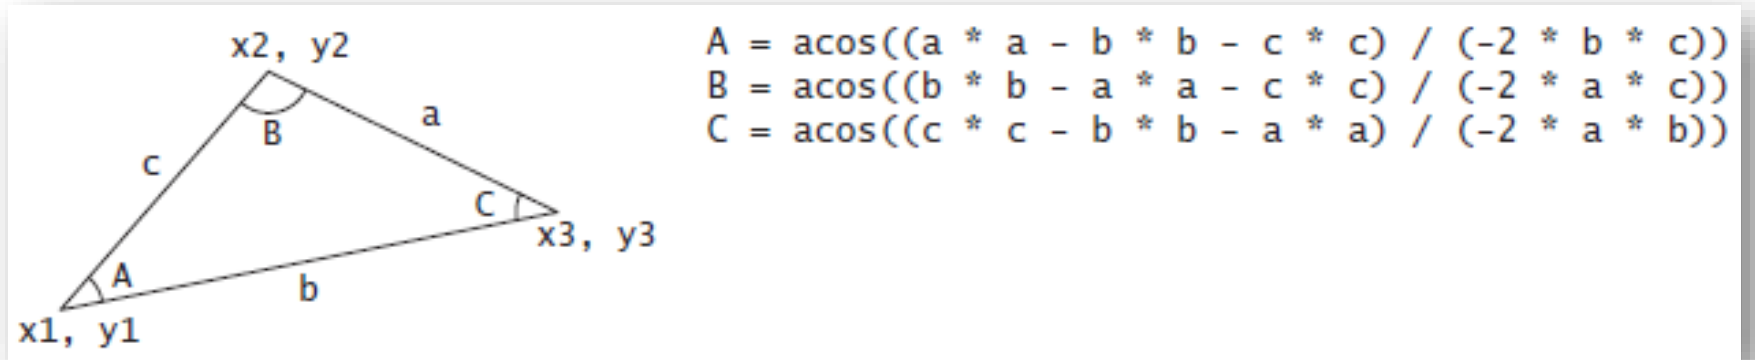 x2, y2
A = acos((a * a - b * b - c * c) / (-2 * b * c))
B = acos((b * b - a * a - c * c) / (-2 * a * c))
C = acos((c * c - b * b - a * a) / (-2 * a * b))
a
B
c
C
x3, y3
A
b
x1, y1